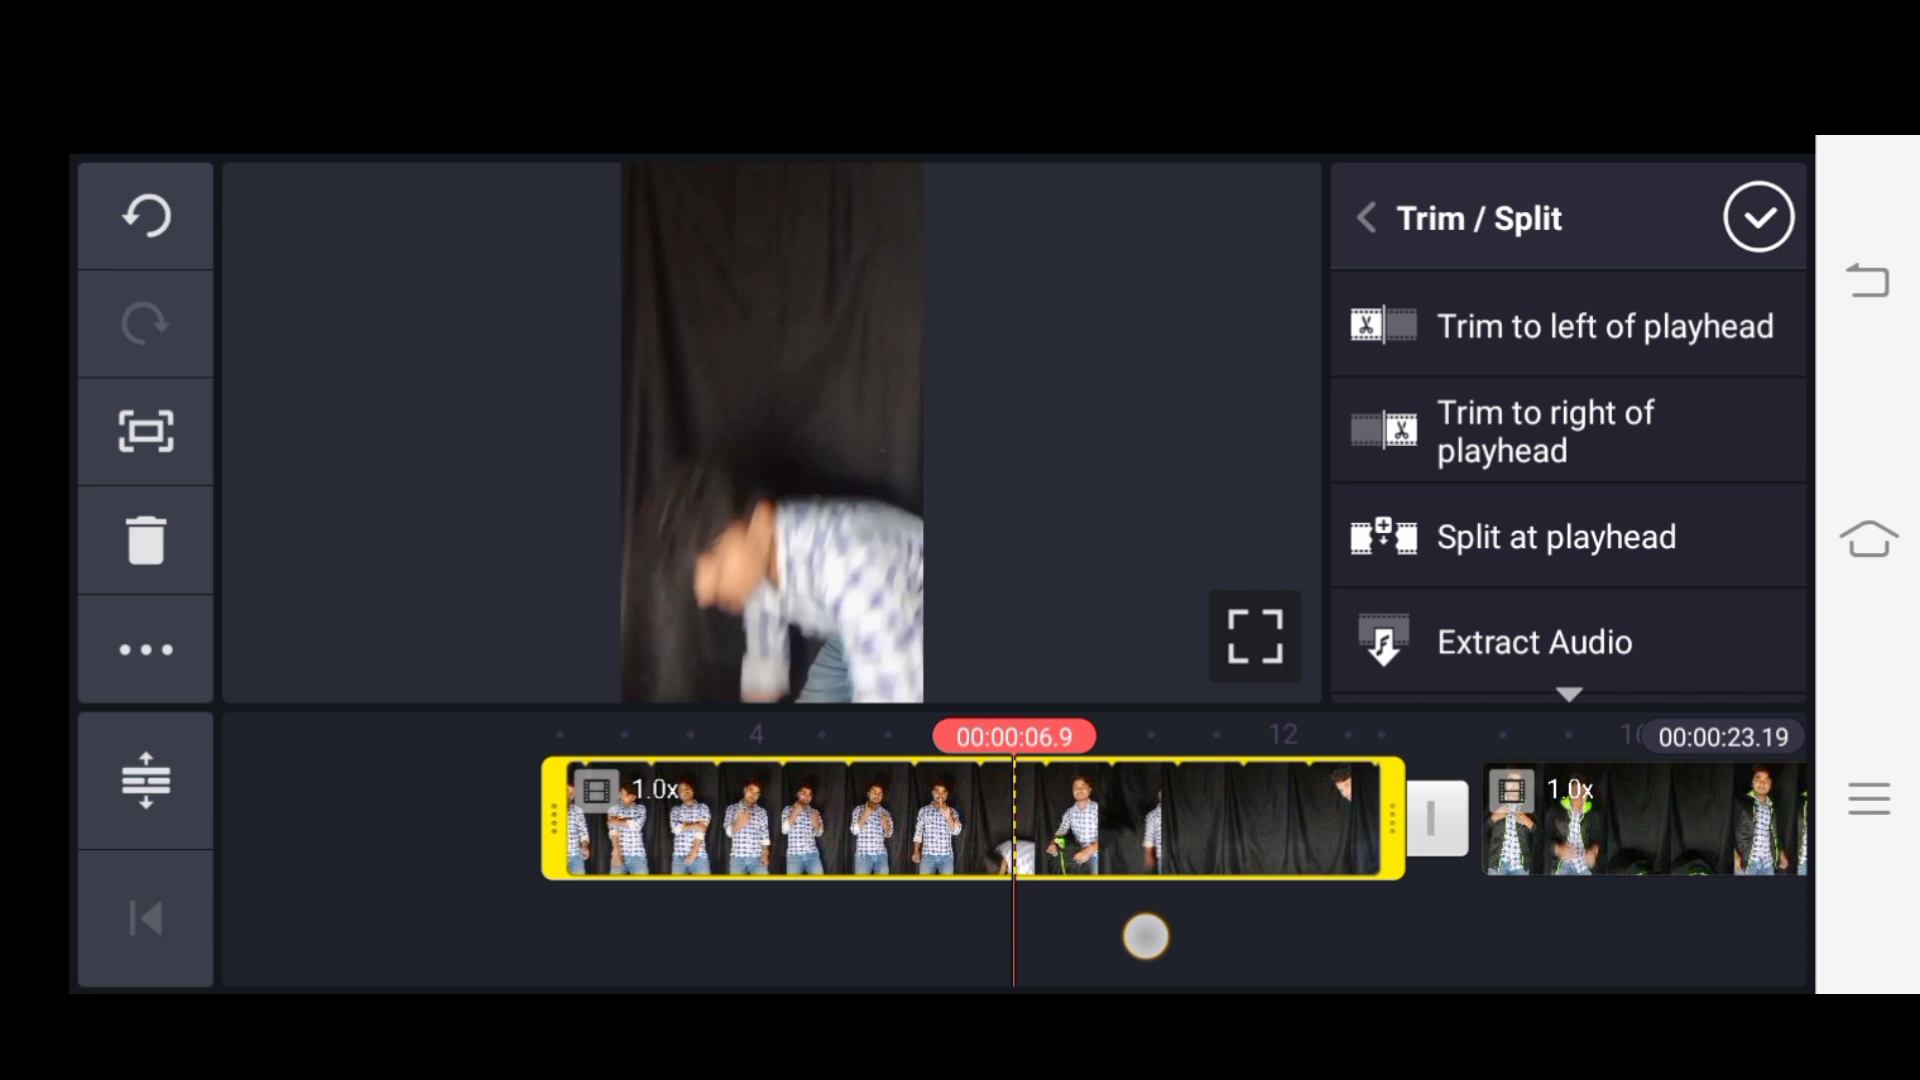 Trim / Split
Trim to left of playhead
Trim to right of
playhead
Split at playhead
Extract Audio
4
00:00:06.9
12
00:00:23.19
1.0x
1.0x